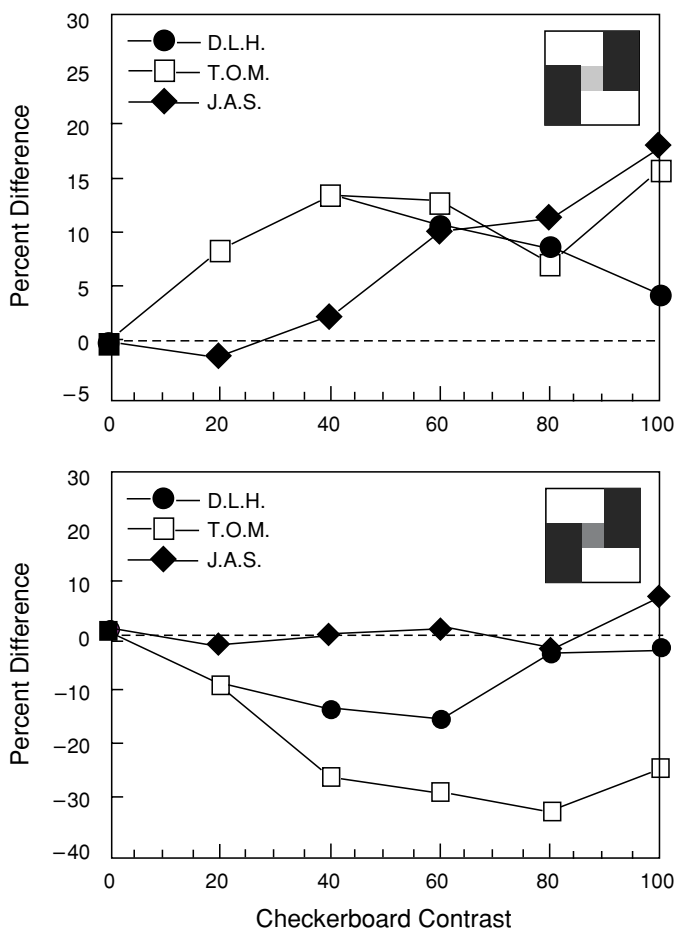 30
25
20
15
10
5
0
−5
Percent Difference
D.L.H.
T.O.M.
J.A.S.
0 20 40 60 80 100
30
20
10
0
−10
−20
−30
−40
Percent Difference
D.L.H.
T.O.M.
J.A.S.
0 20 40 60 80 100
Checkerboard Contrast